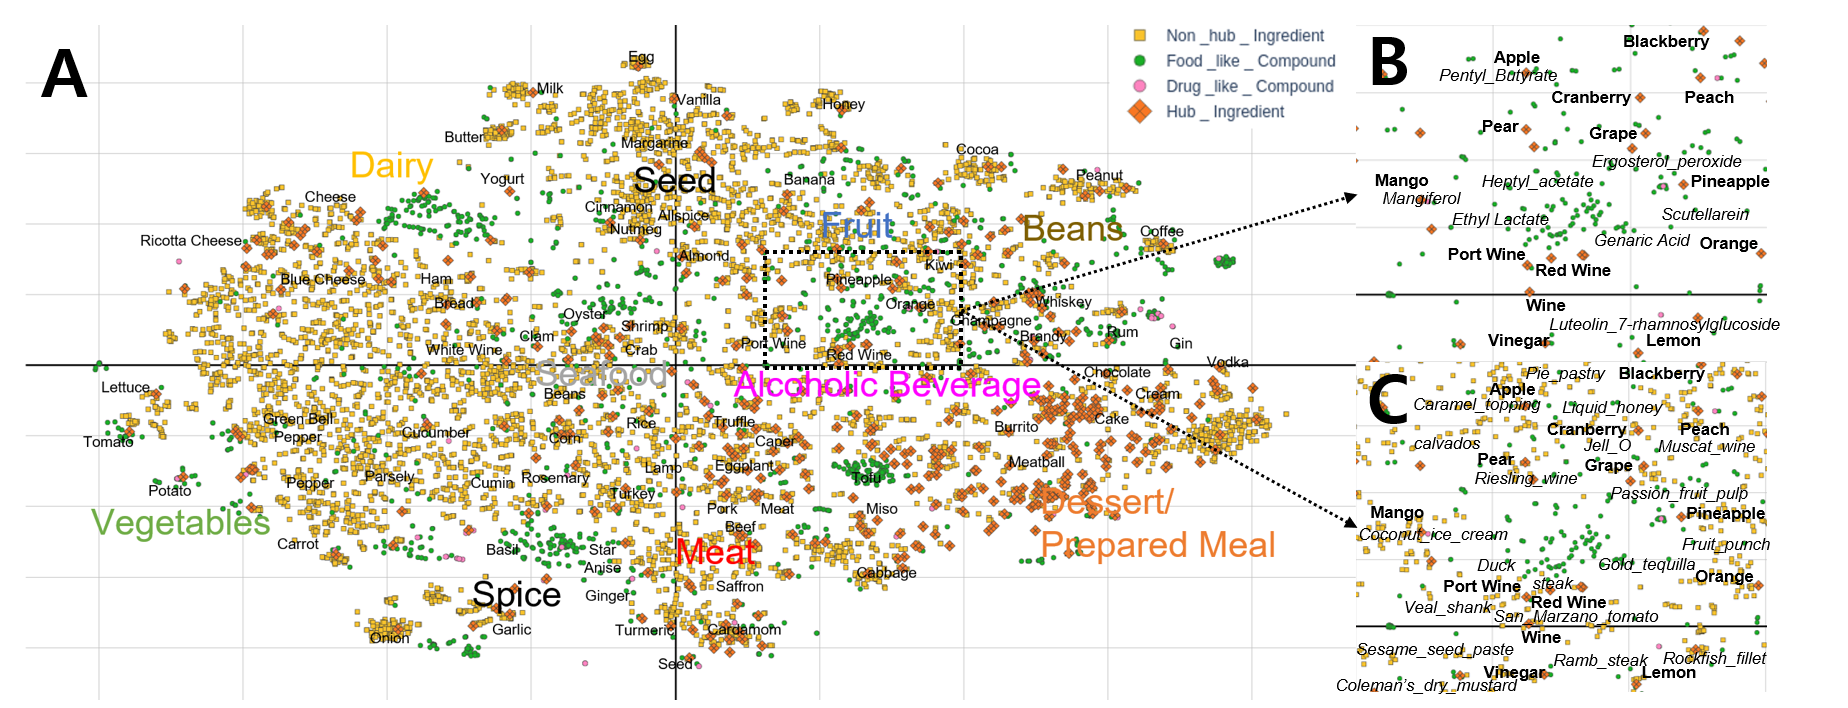 A
Egg
Milk
Vanilla
Honey
Butter
Margarine
Cocoa
Dairy
Seed
Banana
Peanut
Yogurt
Cheese
Cinnamon
Allspice
Fruit
Beans
Nutmeg
Coffee
Ricotta Cheese
Almond
Kiwi
Blue Cheese
Ham
Pineapple
Bread
Orange
Whiskey
Oyster
Champagne
Shrimp
Clam
Brandy
Rum
Gin
White Wine
Crab
Port Wine
Red Wine
Vodka
Seafood
Chocolate
Lettuce
Alcoholic Beverage
Beans
Cream
Green Bell
Pepper
Rice
Truffle
Cake
Burrito
Tomato
Cucumber
Corn
Caper
Lamp
Eggplant
Meatball
Potato
Pepper
Parsely
Cumin
Rosemary
Tofu
Turkey
Pork
Meat
Miso
Dessert/
Prepared Meal
Vegetables
Beef
Carrot
Basil
Star
Anise
Meat
Cabbage
Spice
Ginger
Saffron
Onion
Garlic
Turmeric
Cardamom
Seed
Non _hub _ Ingredient
Food _like _ Compound
Drug _like _ Compound
Hub _ Ingredient
B
Blackberry
Apple
Pentyl_Butyrate
Cranberry
Peach
Pear
Grape
Ergosterol_peroxide
Mango
Heptyl_acetate
Pineapple
Mangiferol
Ethyl Lactate
Scutellarein
Genaric Acid
Orange
Port Wine
Red Wine
Wine
Luteolin_7-rhamnosylglucoside
Vinegar
Lemon
C
Pie_pastry
Blackberry
Apple
Caramel_topping
Liquid_honey
Cranberry
Peach
calvados
Jell_O
Muscat_wine
Pear
Grape
Riesling_wine
Passion_fruit_pulp
Mango
Pineapple
Coconut_ice_cream
Fruit_punch
Duck
Gold_tequilla
steak
Orange
Port Wine
Red Wine
Veal_shank
San_Marzano_tomato
Wine
Sesame_seed_paste
Ramb_steak
Rockfish_fillet
Vinegar
Lemon
Coleman's_dry_mustard